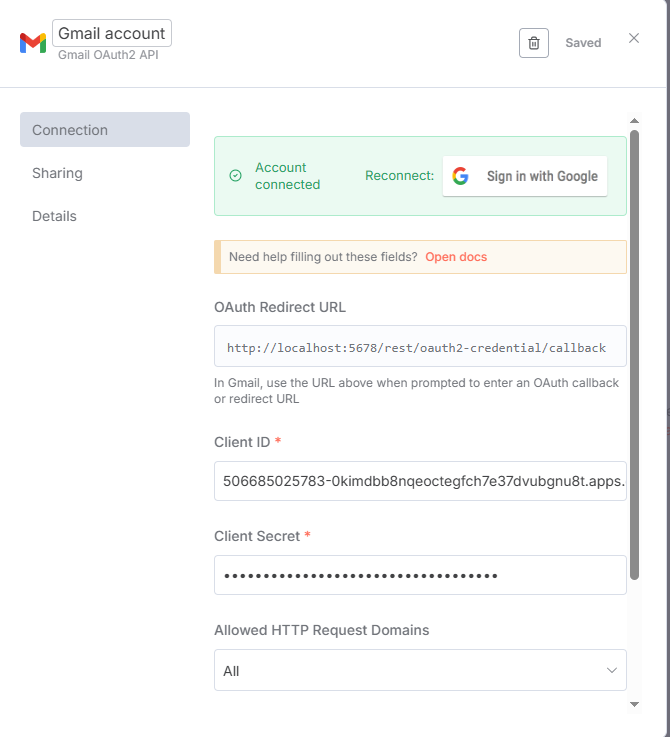 Gmail account
Gmail OAuth2 API
Saved
Connection
Sharing
Details
Account
connected
Reconnect:
Sign in with Google
Need help filling out these fields? Open docs
OAuth Redirect URL
http://localhost:5678/rest/oauth2-credential/callback
In Gmail, use the URL above when prompted to enter an OAuth callback
or redirect URL
Client ID *
506685025783-0kimdbb8nqeoctegfch7e37dvubgnu8t.apps.
Client Secret *
••••••••••••••••••••••••••••••••••••
Allowed HTTP Request Domains
All